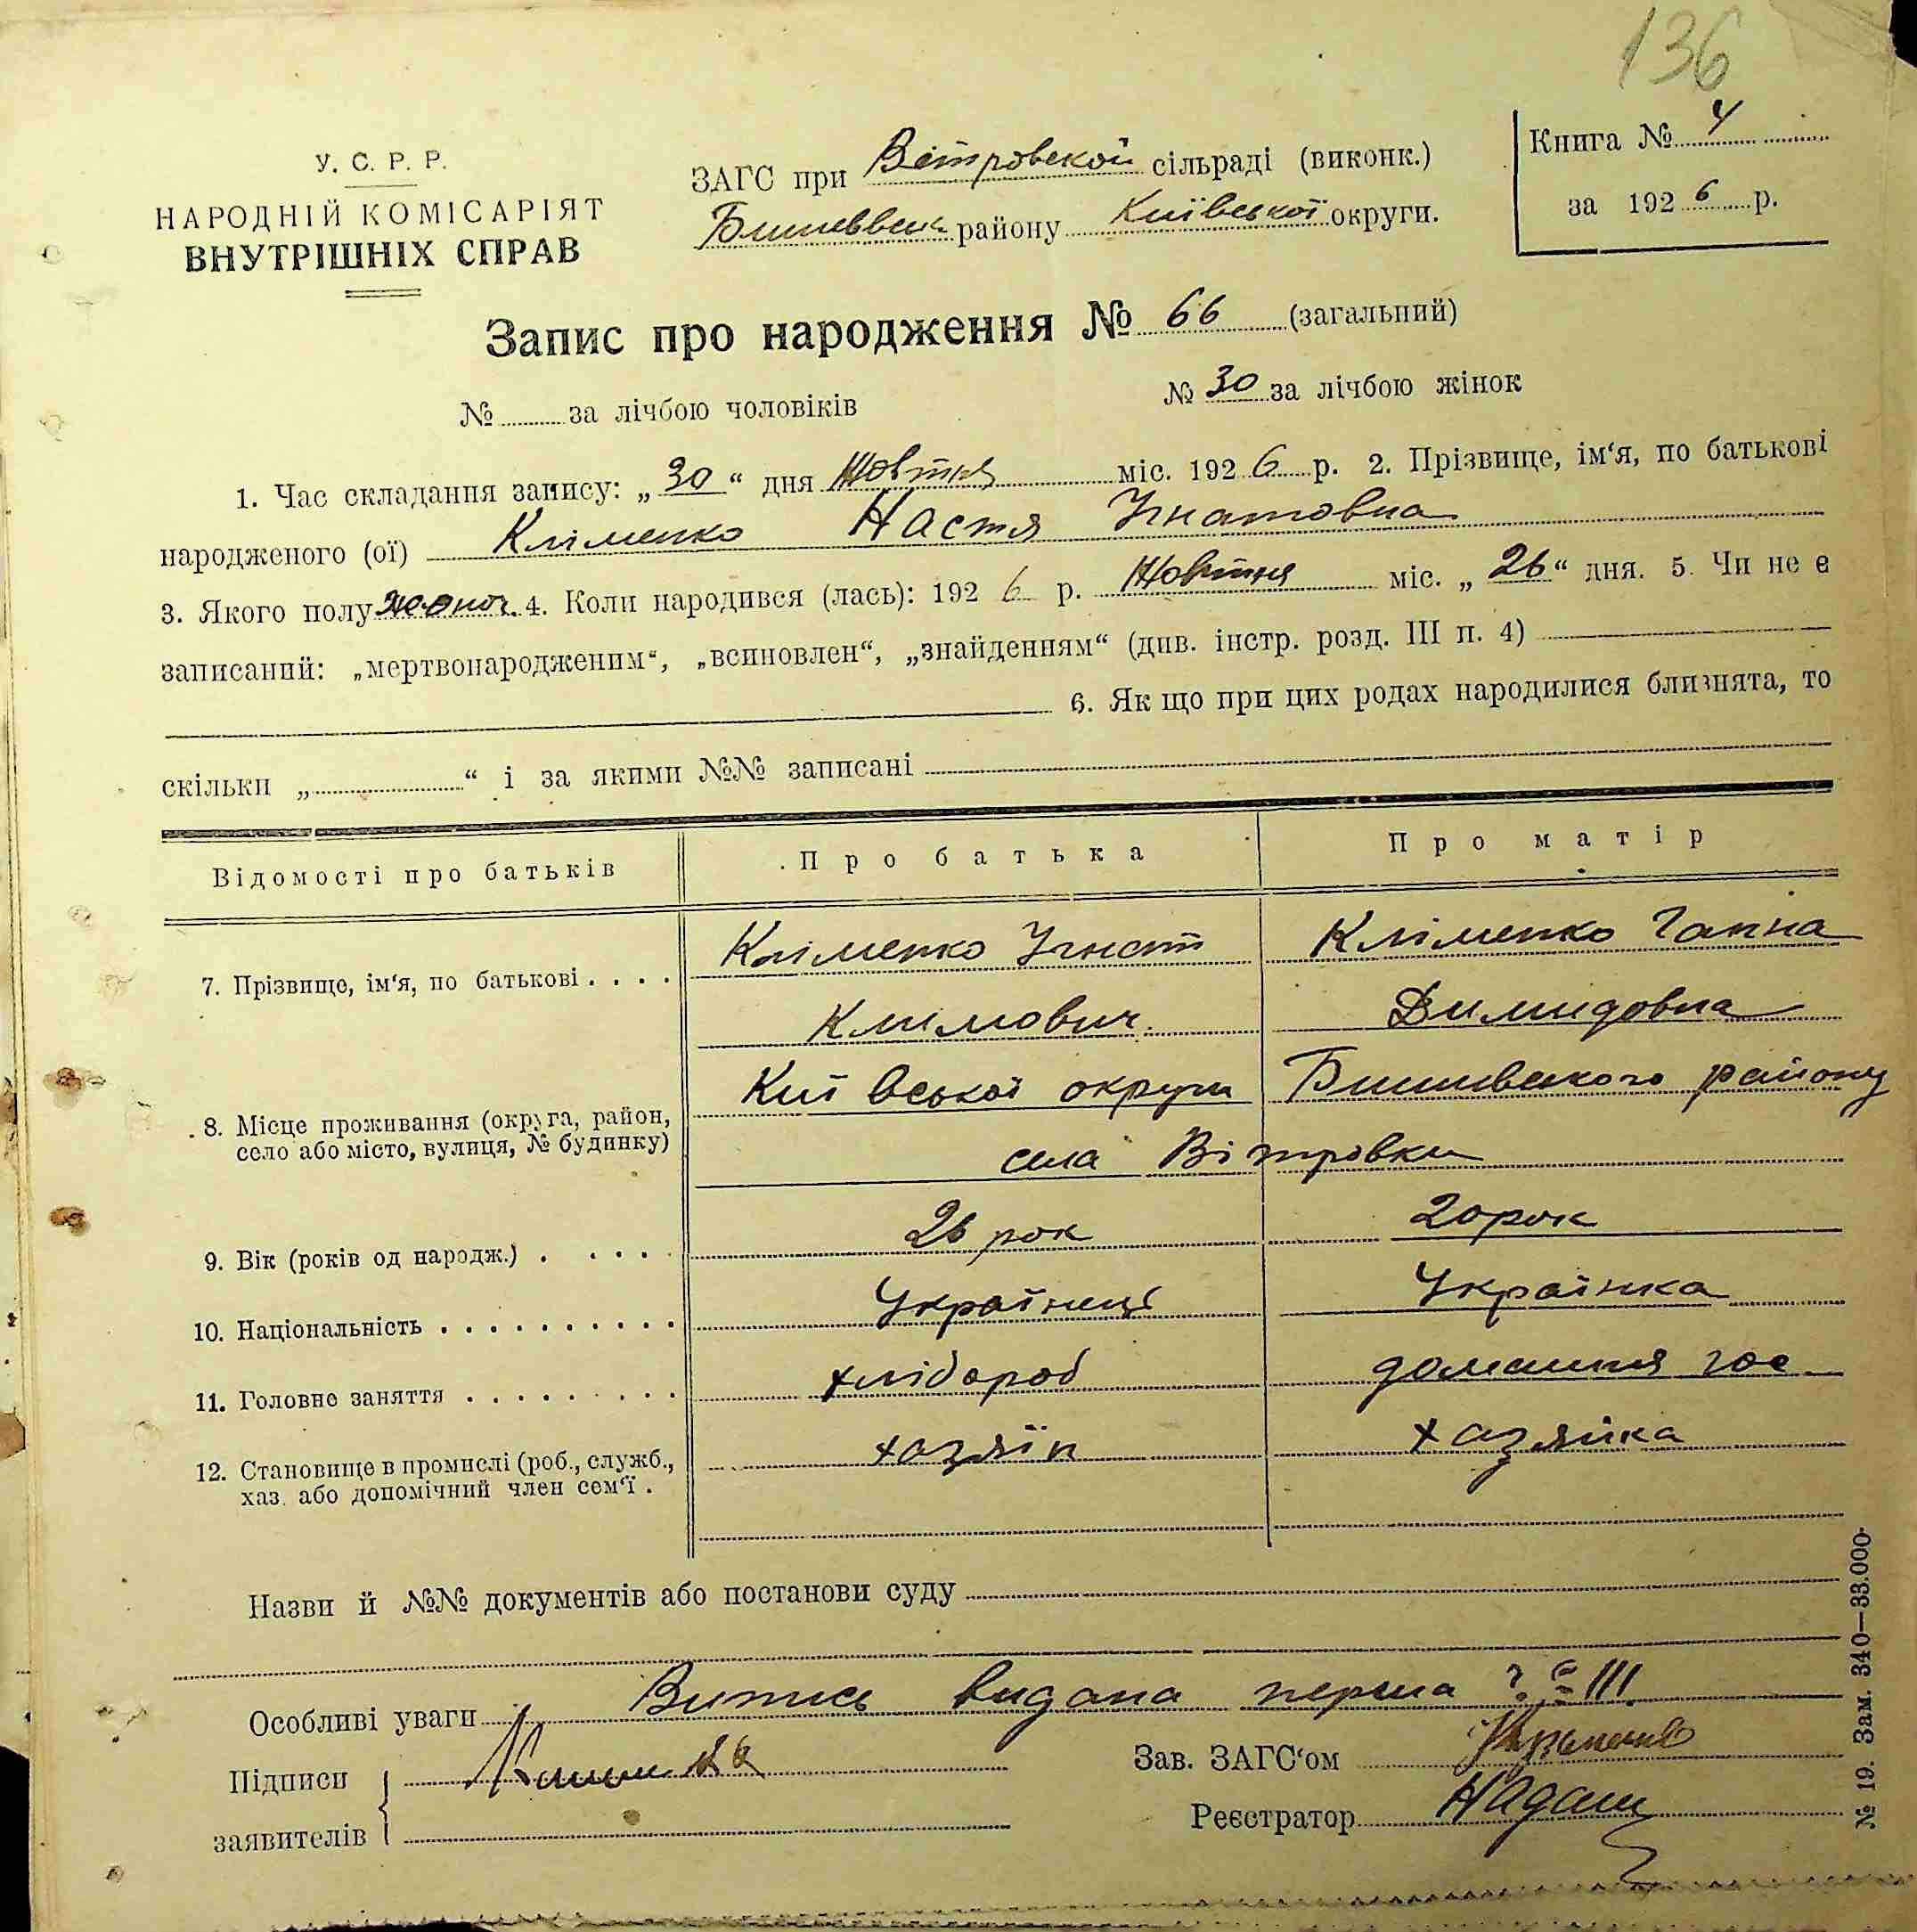 136
У. С. Р. Р.
НАРОДНІЙ КОМІСАРІЯТ
ВНУТРІШНІХ СПРАВ
ЗАГС при Вітровской сільраді (виконк.)
району Київської округи.
Книга № 4
за 1926 р.
Запис про народження № 66 (загальний)
№ за лічбою чоловіків
№ 30 за лічбою жінок
1. Час складання запису: „30“ дня Жовтня міс. 1926 р. 2. Прізвище, ім‘я, по батькові
народженого (ої) Кліменко Настя Ігнатовна
3. Якого полу 4. Коли народився (лась): 1926 р. Жовтня міс. „26“ дня. 5. Чи не є
записаний: „мертвонародженим“, „всиновлен“, „знайденням“ (див. інстр. розд. III п. 4)
6. Як що при цих родах народилися близнята, то
скільки „ “ і за якими №№ записані
Відомості про батьків
Про батька
Про матір
7. Прізвище, ім‘я, по батькові . . . .
Кліменко Ігнат
Климович.
Кліменко Ганна
Димидовна
8. Місце проживання (округа, район,
село або місто, вулиця, № будинку)
Київської округи Бишивського району
села Вітровки
9. Вік (років од народж.) . . . . .
26 рок
20 рок
10. Національність . . . . . . . . . .
Українець
Українка
11. Головне заняття . . . . . . . . .
хлібороб
домашня гос
12. Становище в промислі (роб., служб.,
хаз. або допомічний член сем‘ї .
хозяїн
хазяйка
Назви й №№ документів або постанови суду
Особливі уваги Випись видана перша III
Підписи
заявителів
Зав. ЗАГС‘ом
Реєстратор
№ 19. Зам. 340—33.000·